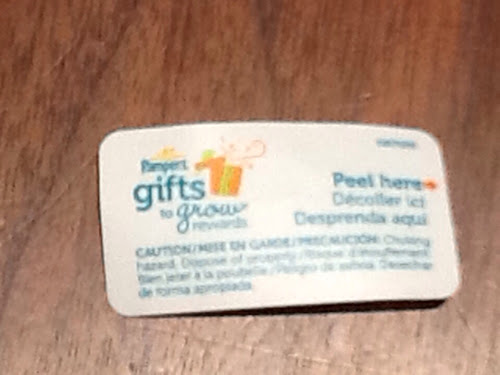 Pampers
gifts
to grow
rewards
Peel here
Décoller ici
Desprenda aquí
CAUTION/MISE EN GARDE/PRECAUCIÓN: Choking
hazard. Dispose of properly./Risque d'étouffement.
Bien jeter à la poubelle./Peligro de asfixia. Desechar
de forma apropiada.